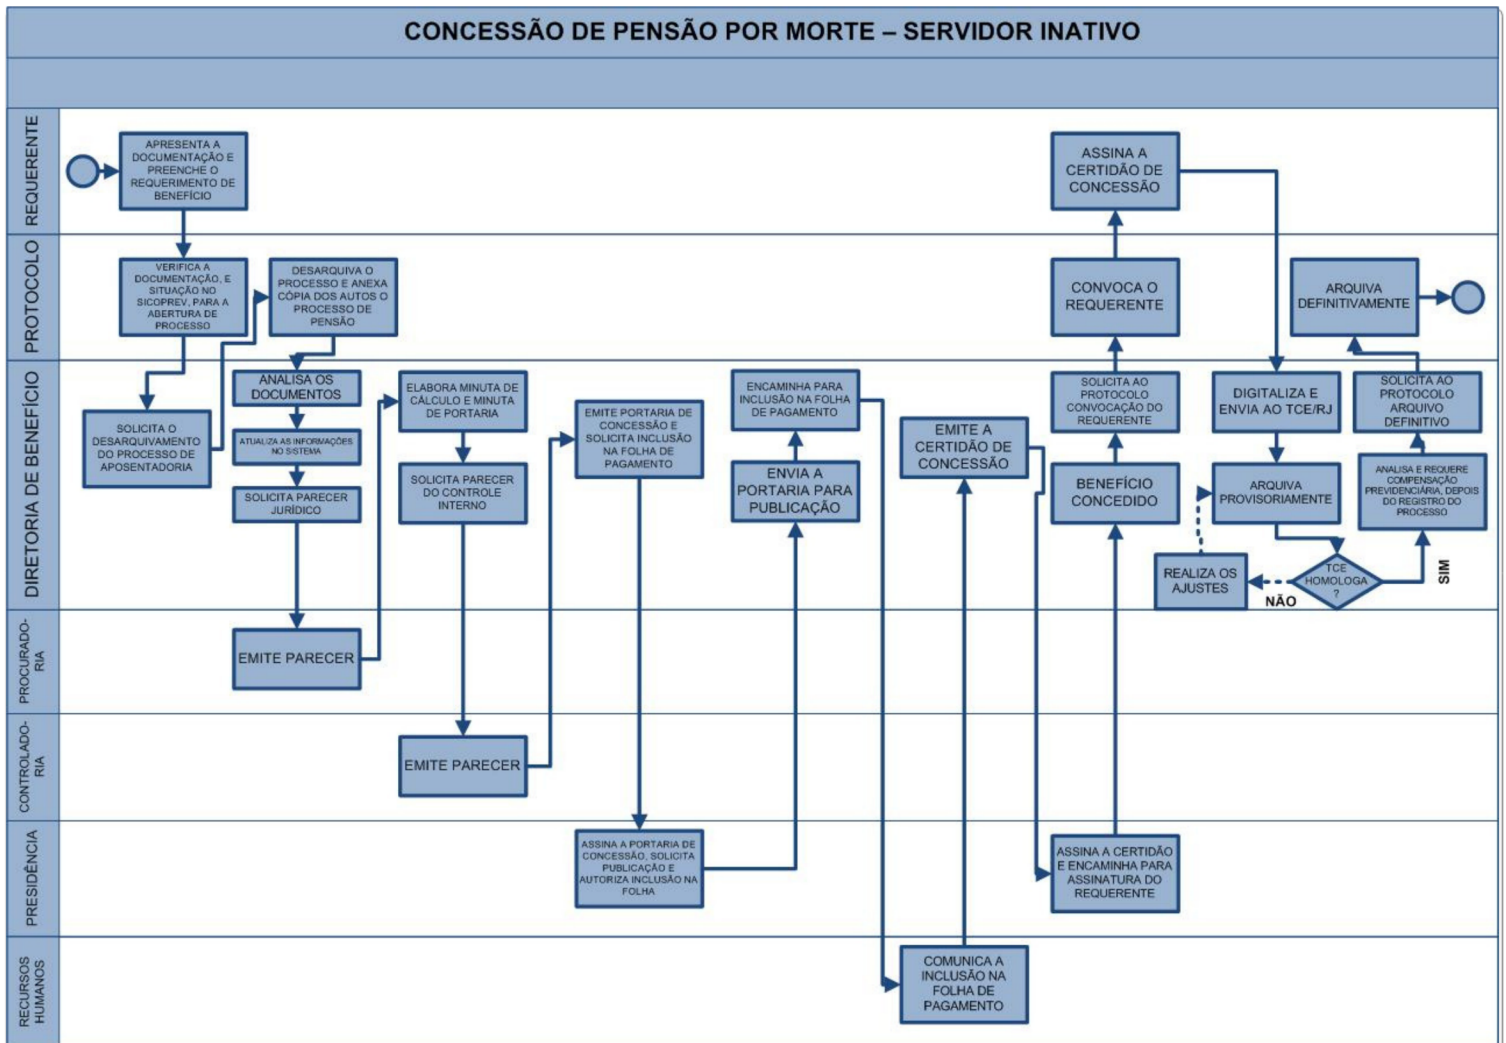 CONCESSÃO DE PENSÃO POR MORTE – SERVIDOR INATIVO
REQUERENTE
APRESENTA A
DOCUMENTAÇÃO E
PREENCHE O
REQUERIMENTO DE
BENEFÍCIO
ASSINA A
CERTIDÃO DE
CONCESSÃO
PROTOCOLO
VERIFICA A
DOCUMENTAÇÃO, E
SITUAÇÃO NO
SICOPREV, PARA A
ABERTURA DE
PROCESSO
DESARQUIVA O
PROCESSO E ANEXA
CÓPIA DOS AUTOS O
PROCESSO DE
PENSÃO
CONVOCA O
REQUERENTE
ARQUIVA
DEFINITIVAMENTE
DIRETORIA DE BENEFÍCIO
SOLICITA O
DESARQUIVAMENTO
DO PROCESSO DE
APOSENTADORIA
ANALISA OS
DOCUMENTOS
ATUALIZA AS INFORMAÇÕES
NO SISTEMA
SOLICITA PARECER
JURÍDICO
ELABORA MINUTA DE
CÁLCULO E MINUTA
DE PORTARIA
SOLICITA PARECER
DO CONTROLE
INTERNO
EMITE PORTARIA DE
CONCESSÃO E
SOLICITA INCLUSÃO
NA FOLHA DE
PAGAMENTO
ENCAMINHA PARA
INCLUSÃO NA FOLHA
DE PAGAMENTO
ENVIA A
PORTARIA PARA
PUBLICAÇÃO
EMITE A
CERTIDÃO DE
CONCESSÃO
SOLICITA AO
PROTOCOLO
CONVOCAÇÃO DO
REQUERENTE
BENEFÍCIO
CONCEDIDO
DIGITALIZA E
ENVIA AO TCE/RJ
ARQUIVA
PROVISORIAMENTE
REALIZA OS
AJUSTES
NÃO
TCE
HOMOLOGA
?
SIM
SOLICITA AO
PROTOCOLO
ARQUIVO
DEFINITIVO
ANALISA E REQUERE
COMPENSAÇÃO
PREVIDENCIÁRIA, DEPOIS
DO REGISTRO DO
PROCESSO
PROCURADO-
RIA
EMITE PARECER
CONTROLADO-
RIA
EMITE PARECER
PRESIDÊNCIA
ASSINA A PORTARIA DE
CONCESSÃO, SOLICITA
PUBLICAÇÃO E
AUTORIZA INCLUSÃO NA
FOLHA
ASSINA A CERTIDÃO
E ENCAMINHA PARA
ASSINATURA DO
REQUERENTE
RECURSOS
HUMANOS
COMUNICA A
INCLUSÃO NA
FOLHA DE
PAGAMENTO